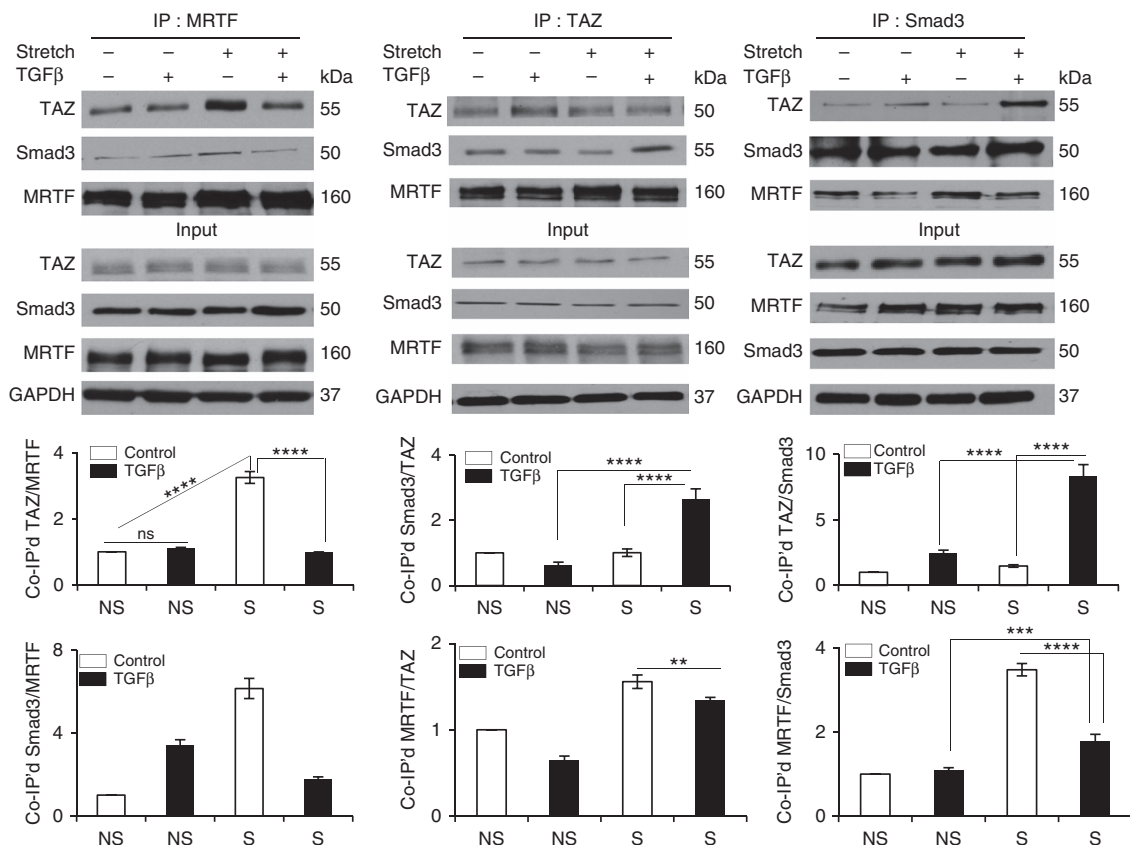 IP : MRTF
Stretch – – + +
TGFβ – + – + kDa
TAZ 55
Smad3 50
MRTF 160
Input
TAZ 55
Smad3 50
MRTF 160
GAPDH 37
IP : TAZ
Stretch – – + +
TGFβ – + – + kDa
TAZ 50
Smad3 55
MRTF 160
Input
TAZ 55
Smad3 50
MRTF 160
GAPDH 37
IP : Smad3
Stretch – – + +
TGFβ – + – + kDa
TAZ 55
Smad3 50
MRTF 160
Input
TAZ 55
MRTF 160
Smad3 50
GAPDH 37
Co-IP'd TAZ/MRTF
4
2
0
Control
TGFβ
ns
****
****
NS NS S S
Co-IP'd Smad3/TAZ
4
2
0
Control
TGFβ
****
****
NS NS S S
Co-IP'd TAZ/Smad3
10
5
0
Control
TGFβ
**** ****
NS NS S S
Co-IP'd Smad3/MRTF
8
4
0
Control
TGFβ
NS NS S S
Co-IP'd MRTF/TAZ
2
1
0
Control
TGFβ
**
NS NS S S
Co-IP'd MRTF/Smad3
4
2
0
Control
TGFβ
***
****
NS NS S S